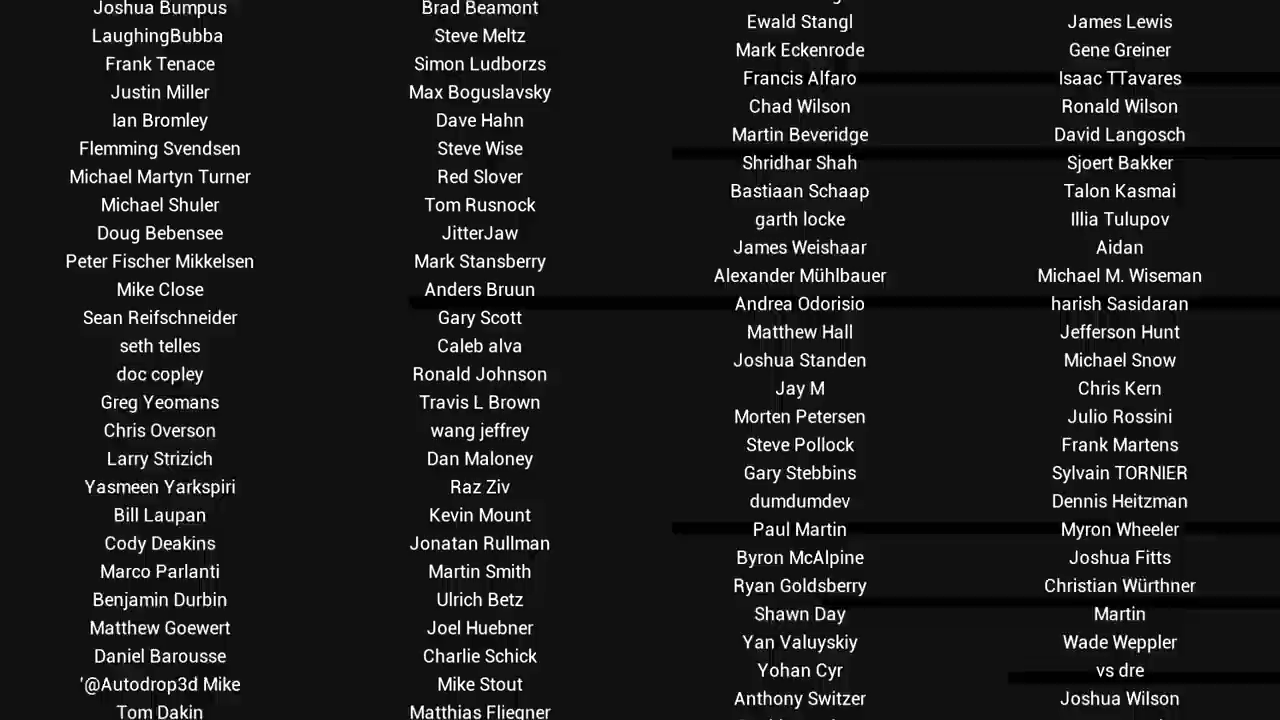 Joshua Bumpus
LaughingBubba
Frank Tenace
Justin Miller
Ian Bromley
Flemming Svendsen
Michael Martyn Turner
Michael Shuler
Doug Bebensee
Peter Fischer Mikkelsen
Mike Close
Sean Reifschneider
seth telles
doc copley
Greg Yeomans
Chris Overson
Larry Strizich
Yasmeen Yarkspiri
Bill Laupan
Cody Deakins
Marco Parlanti
Benjamin Durbin
Matthew Goewert
Daniel Barousse
'@Autodrop3d Mike
Tom Dakin
Brad Beamont
Steve Meltz
Simon Ludborzs
Max Boguslavsky
Dave Hahn
Steve Wise
Red Slover
Tom Rusnock
JitterJaw
Mark Stansberry
Anders Bruun
Gary Scott
Caleb alva
Ronald Johnson
Travis L Brown
wang jeffrey
Dan Maloney
Raz Ziv
Kevin Mount
Jonatan Rullman
Martin Smith
Ulrich Betz
Joel Huebner
Charlie Schick
Mike Stout
Matthias Fliegner
Ewald Stangl
Mark Eckenrode
Francis Alfaro
Chad Wilson
Martin Beveridge
Shridhar Shah
Bastiaan Schaap
garth locke
James Weishaar
Alexander Mühlbauer
Andrea Odorisio
Matthew Hall
Joshua Standen
Jay M
Morten Petersen
Steve Pollock
Gary Stebbins
dumdumdev
Paul Martin
Byron McAlpine
Ryan Goldsberry
Shawn Day
Yan Valuyskiy
Yohan Cyr
Anthony Switzer
James Lewis
Gene Greiner
Isaac TTavares
Ronald Wilson
David Langosch
Sjoert Bakker
Talon Kasmai
Illia Tulupov
Aidan
Michael M. Wiseman
harish Sasidaran
Jefferson Hunt
Michael Snow
Chris Kern
Julio Rossini
Frank Martens
Sylvain TORNIER
Dennis Heitzman
Myron Wheeler
Joshua Fitts
Christian Würthner
Martin
Wade Weppler
vs dre
Joshua Wilson